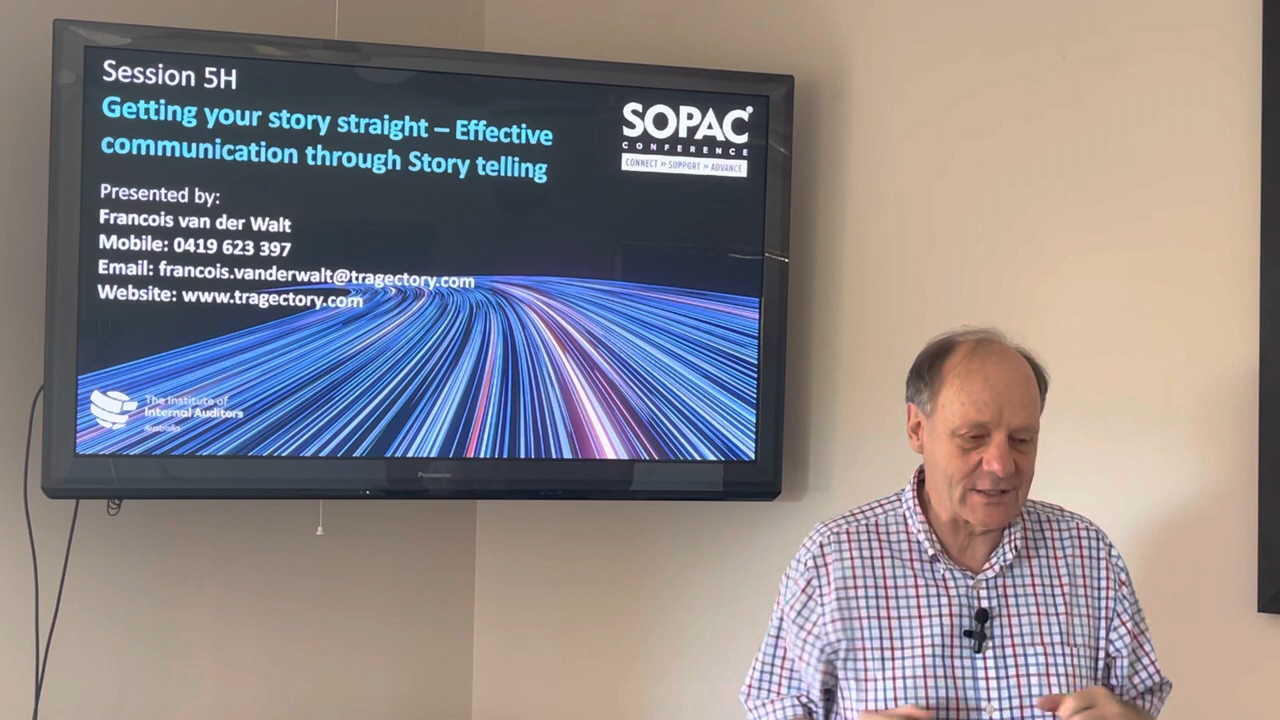 Session 5H
Getting your story straight – Effective
communication through Story telling
SOPAC
CONFERENCE
CONNECT » SUPPORT » ADVANCE
Presented by:
Francois van der Walt
Mobile: 0419 623 397
Email: francois.vanderwalt@tragectory.com
Website: www.tragectory.com
The Institute of
Internal Auditors
Australia
Panasonic